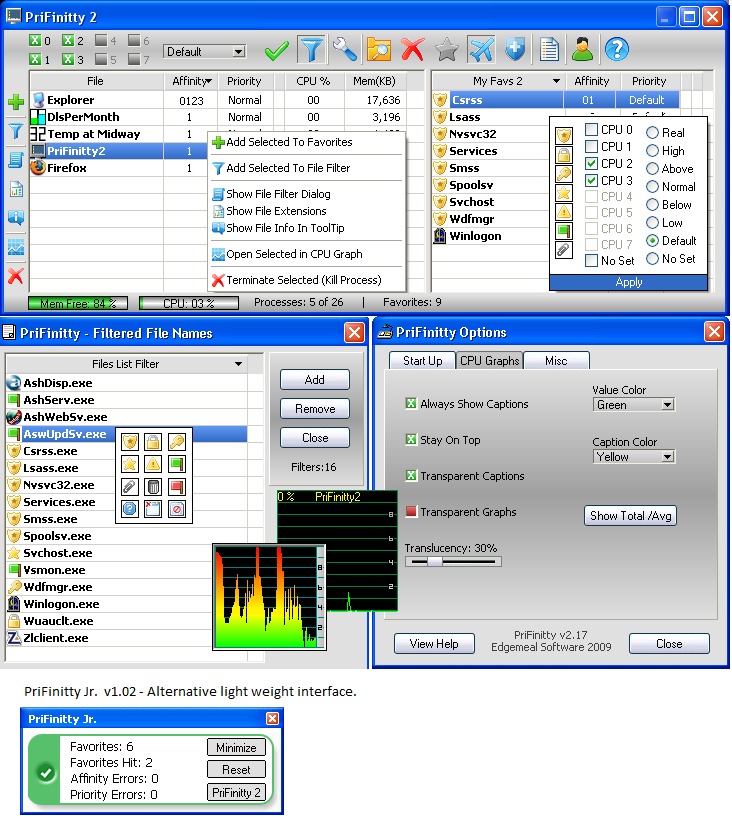 PriFinitty 2
0 2 4 6
1 3 5 7
Default
File Affinity Priority CPU % Mem(KB)
Explorer 0123 Normal 00 17,636
DlsPerMonth 1 Normal 00 3,196
Temp at Midway 1
PriFinitty2 1
Firefox 1
Add Selected To Favorites
Add Selected To File Filter
Show File Filter Dialog
Show File Extensions
Show File Info In ToolTip
Open Selected in CPU Graph
Terminate Selected (Kill Process)
My Favs 2 Affinity Priority
Csrss 01 Default
Lsass
Nvsvc32
Services
Smss
Spoolsv
Svchost
Wdfmgr
Winlogon
CPU 0 Real
CPU 1 High
CPU 2 Above
CPU 3 Normal
CPU 4 Below
CPU 5 Low
CPU 6 Default
CPU 7 No Set
No Set
Apply
Mem Free: 84 % CPU: 03 % Processes: 5 of 26 | Favorites: 9
PriFinitty - Filtered File Names
Files List Filter
AshDisp.exe
AshServ.exe
AshWebSv.exe
AswUpdSv.exe
Csrss.exe
Lsass.exe
Nvsvc32.exe
Services.exe
Smss.exe
Spoolsv.exe
Svchost.exe
Vsmon.exe
Wdfmgr.exe
Winlogon.exe
Wuauclt.exe
Zlclient.exe
Add
Remove
Close
Filters:16
0 % PriFinitty2
8
6
4
2
8
6
4
2
PriFinitty Options
Start Up CPU Graphs Misc
Always Show Captions
Stay On Top
Transparent Captions
Transparent Graphs
Translucency: 30%
Value Color
Green
Caption Color
Yellow
Show Total /Avg
View Help
PriFinitty v2.17
Edgemeal Software 2009
Close
PriFinitty Jr. v1.02 - Alternative light weight interface.
PriFinitty Jr.
Favorites: 6
Favorites Hit: 2
Affinity Errors: 0
Priority Errors: 0
Minimize
Reset
PriFinitty 2